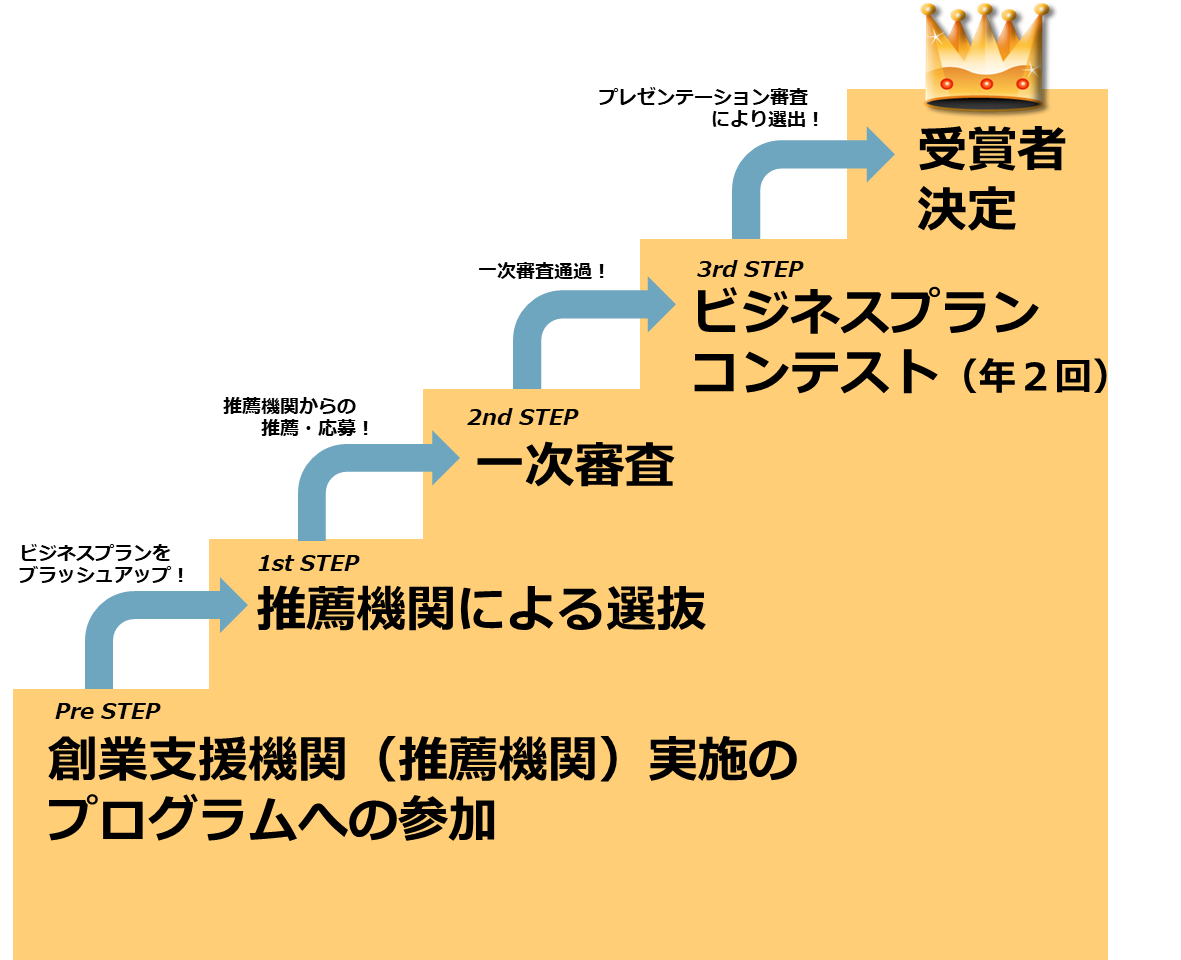 プレゼンテーション審査
により選出！
受賞者
決定
一次審査通過！
3rd STEP
ビジネスプラン
コンテスト（年２回）
推薦機関からの
推薦・応募！
2nd STEP
一次審査
ビジネスプランを
ブラッシュアップ！
1st STEP
推薦機関による選抜
Pre STEP
創業支援機関（推薦機関）実施の
プログラムへの参加